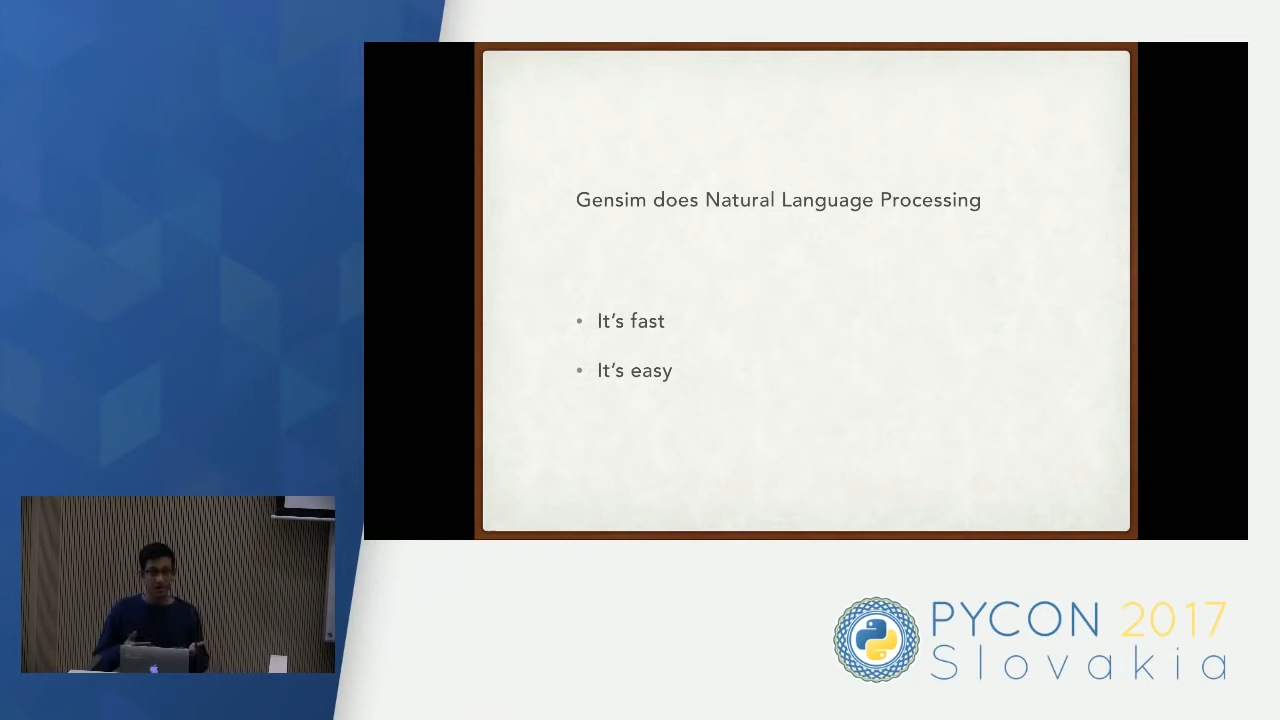 Gensim does Natural Language Processing
• It's fast
• It's easy
PYCON 2017
Slovakia